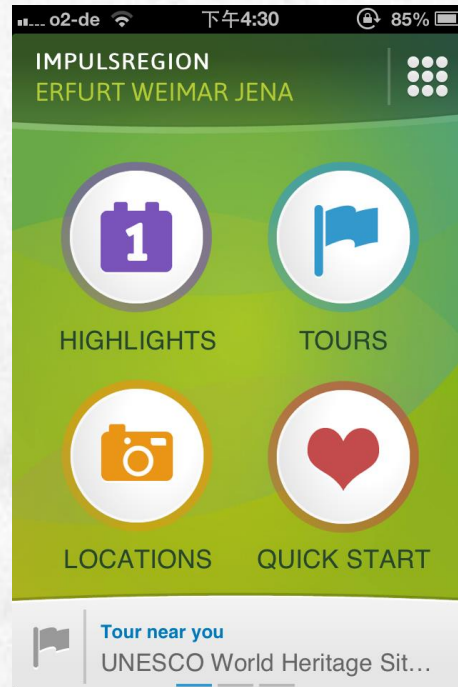 o2-de 下午4:30 85%
IMPULSREGION
ERFURT WEIMAR JENA
1
HIGHLIGHTS TOURS
LOCATIONS QUICK START
Tour near you
UNESCO World Heritage Sit...